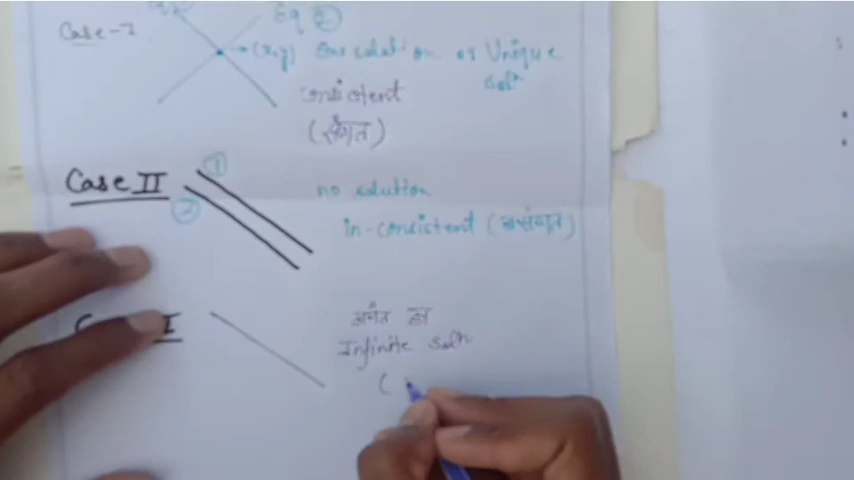 Case-I
Eq ②
→(x,y) One solution or Unique
Solⁿ
Consistent
(संगत)
Case II ① ②
no solution
in-consistent (असंगत)
I
अनंत हल
Infinite Solⁿ
(